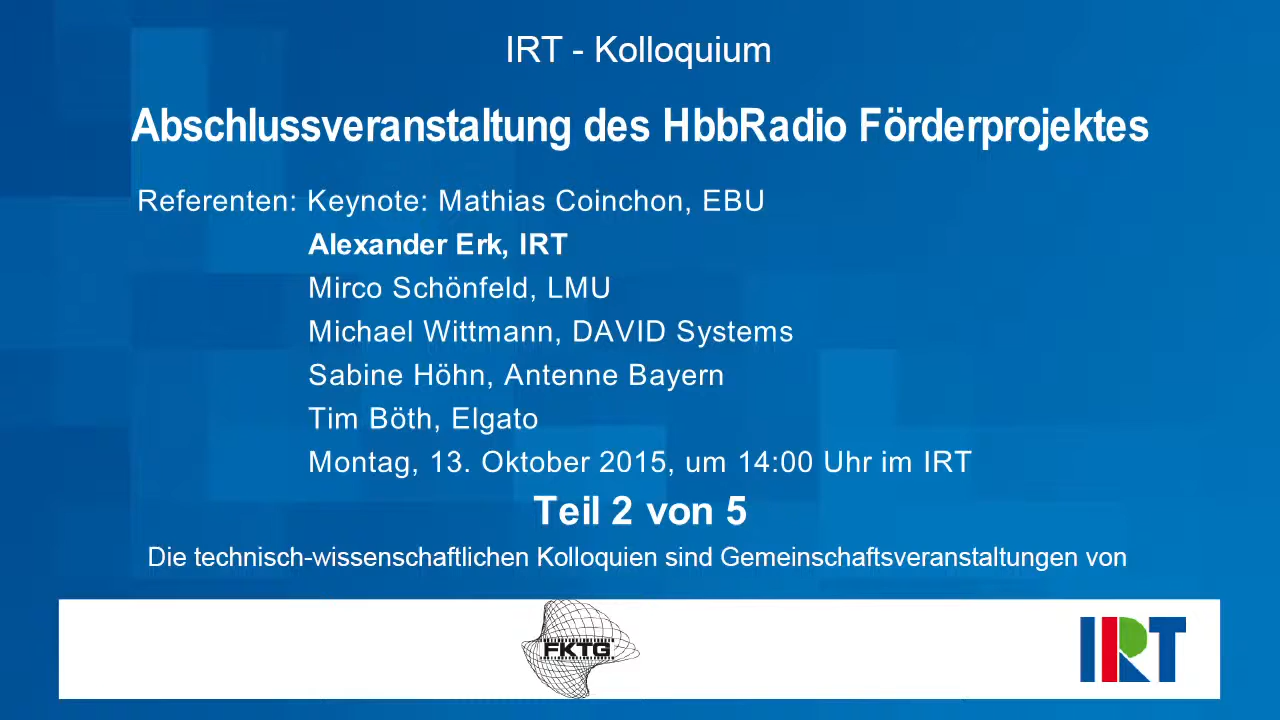 IRT - Kolloquium
Abschlussveranstaltung des HbbRadio Förderprojektes
Referenten: Keynote: Mathias Coinchon, EBU
Alexander Erk, IRT
Mirco Schönfeld, LMU
Michael Wittmann, DAVID Systems
Sabine Höhn, Antenne Bayern
Tim Böth, Elgato
Montag, 13. Oktober 2015, um 14:00 Uhr im IRT
Teil 2 von 5
Die technisch-wissenschaftlichen Kolloquien sind Gemeinschaftsveranstaltungen von
FKTG
IRT